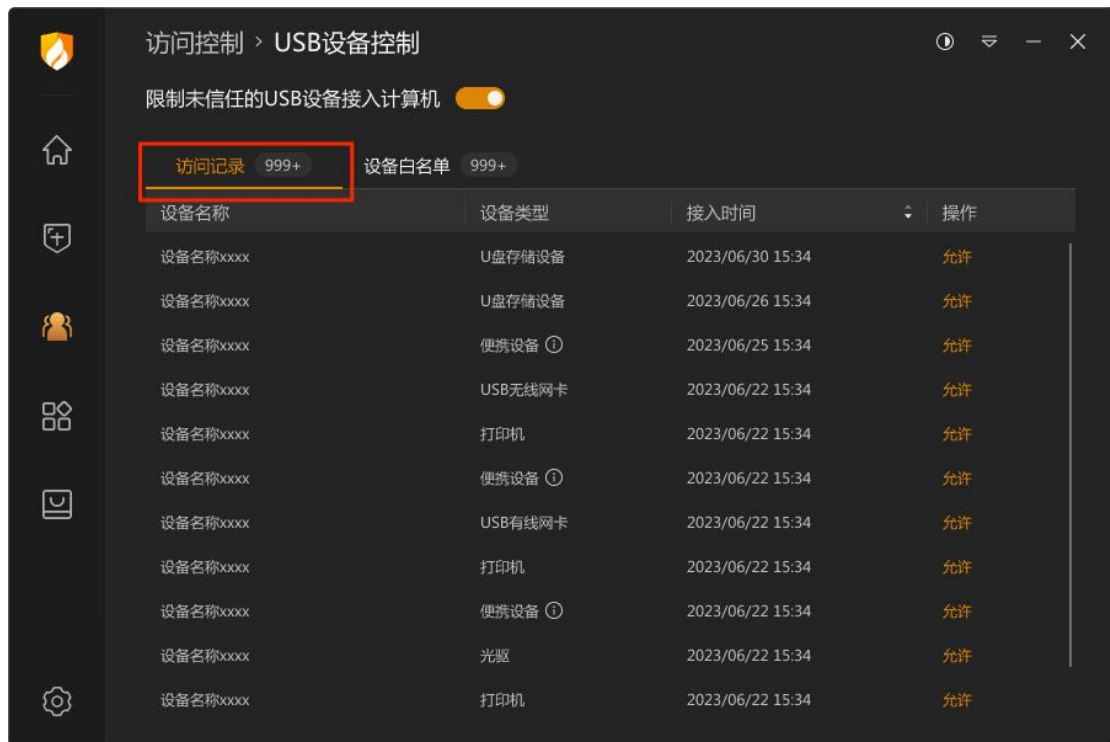 访问控制 > USB设备控制
限制未信任的USB设备接入计算机
访问记录 999+ 设备白名单 999+
设备名称 设备类型 接入时间 操作
设备名称xxxx U盘存储设备 2023/06/30 15:34 允许
设备名称xxxx U盘存储设备 2023/06/26 15:34 允许
设备名称xxxx 便携设备 2023/06/25 15:34 允许
设备名称xxxx USB无线网卡 2023/06/22 15:34 允许
设备名称xxxx 打印机 2023/06/22 15:34 允许
设备名称xxxx 便携设备 2023/06/22 15:34 允许
设备名称xxxx USB有线网卡 2023/06/22 15:34 允许
设备名称xxxx 打印机 2023/06/22 15:34 允许
设备名称xxxx 便携设备 2023/06/22 15:34 允许
设备名称xxxx 光驱 2023/06/22 15:34 允许
设备名称xxxx 打印机 2023/06/22 15:34 允许